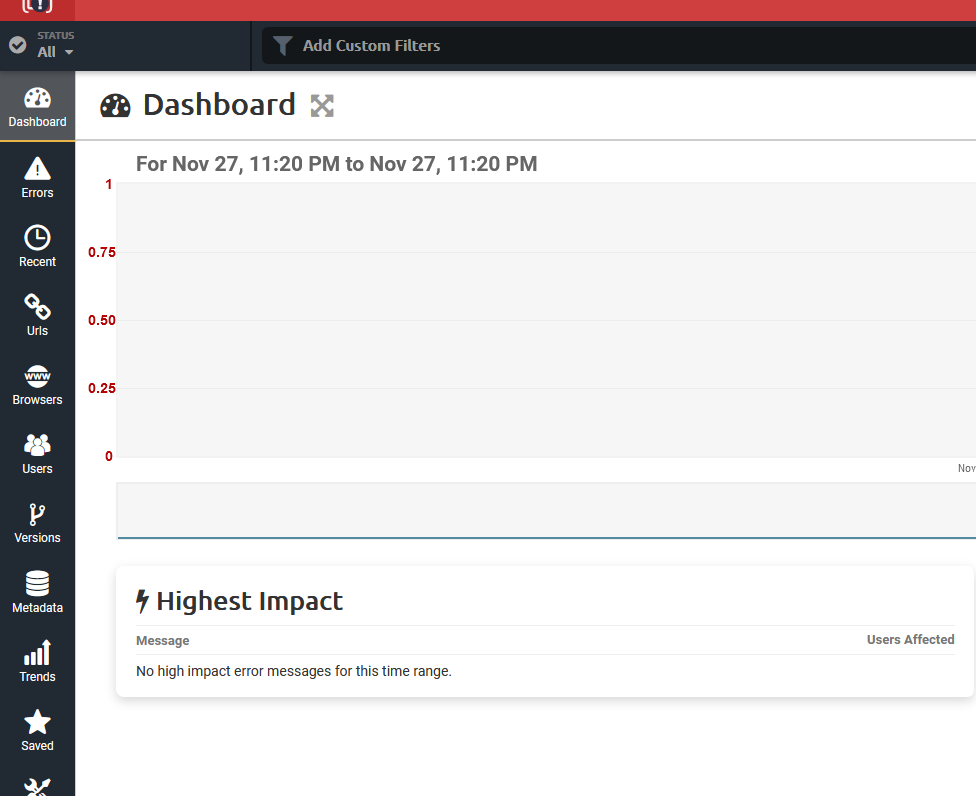 STATUS
All
Add Custom Filters
Dashboard
Dashboard
For Nov 27, 11:20 PM to Nov 27, 11:20 PM
1
0.75
0.50
0.25
0
Nov
Errors
Recent
Urls
WWW
Browsers
Users
Versions
Metadata
Trends
Saved
Highest Impact
Message
Users Affected
No high impact error messages for this time range.